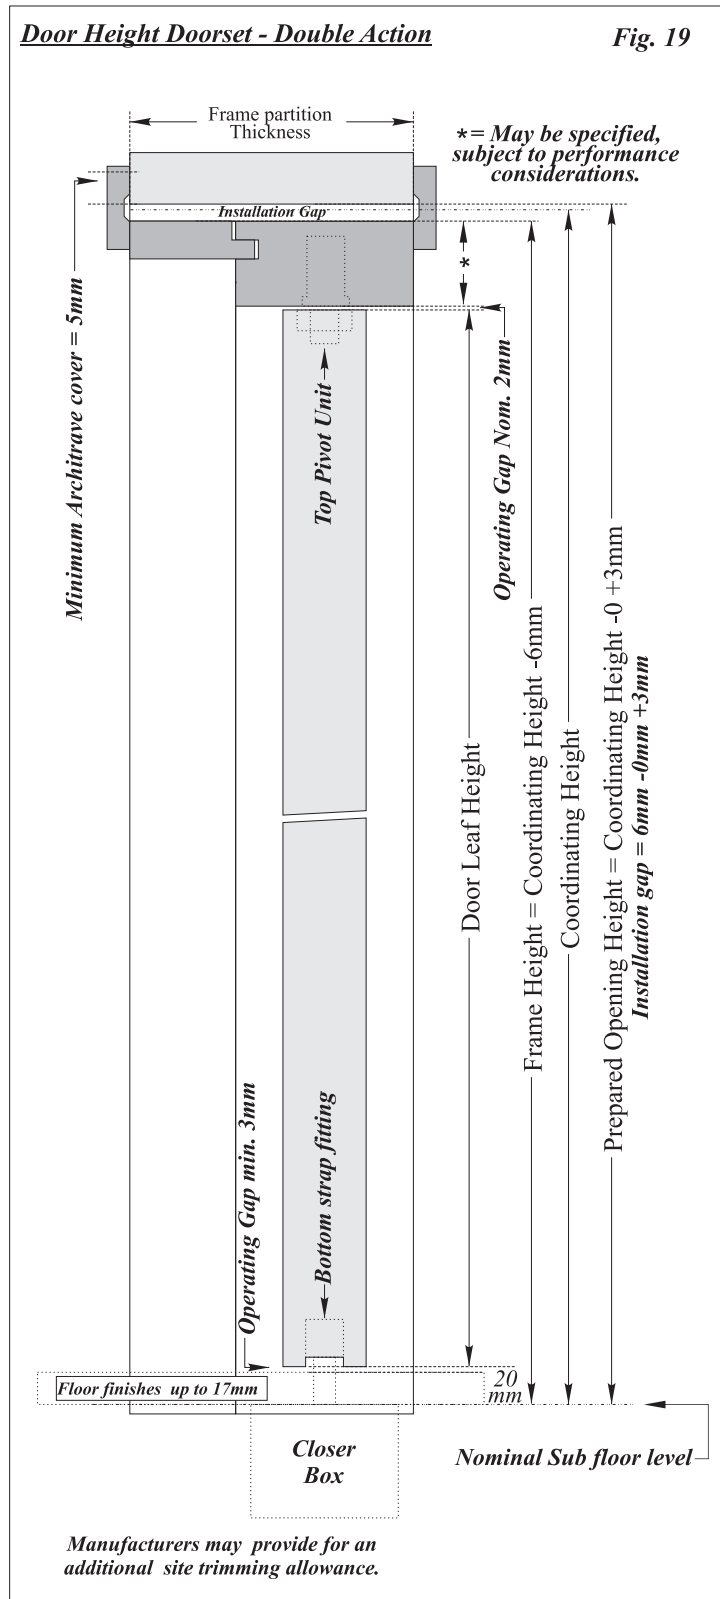 Door Height Doorset - Double Action
Fig. 19
Frame partition
Thickness
*= May be specified,
subject to performance
considerations.
Installation Gap
*
Minimum Architrave cover = 5mm
Top Pivot Unit
Operating Gap Nom. 2mm
Door Leaf Height
Frame Height = Coordinating Height -6mm
Coordinating Height
Prepared Opening Height = Coordinating Height -0 +3mm
Installation gap = 6mm -0mm +3mm
Operating Gap min. 3mm
Bottom strap fitting
Floor finishes up to 17mm
20
mm
Closer
Box
Nominal Sub floor level
Manufacturers may provide for an
additional site trimming allowance.